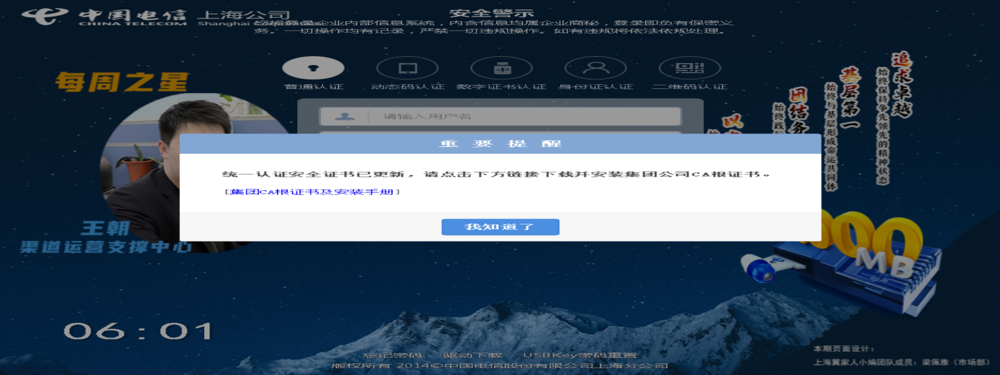 中国电信
CHINA TELECOM
上海公司
Shanghai
安全警示
企业内部信息系统，内含信息均属企业商秘，登录即负有保密义
务。一切操作均有记录，严禁一切违规操作。如有违规将依法依规处理。
每周之星
普通认证
动态码认证
数字证书认证
身份证认证
二维码认证
请输入用户名
重要提醒
统一认证安全证书已更新，请点击下方链接下载并安装集团公司CA根证书。
[集团CA根证书及安装手册]
我知道了
追求卓越
始终保持争先领先的精神状态
基层第一
始终与基层形成命运共同体
团结务
始终践行
以
王朝
渠道运营支撑中心
000
MB
06:01
忘记密码 驱动下载 USBKey密码重置
版权所有 2014©中国电信股份有限公司上海分公司
本期页面设计：
上海翼家人小编团队成员：梁佩雅（市场部）